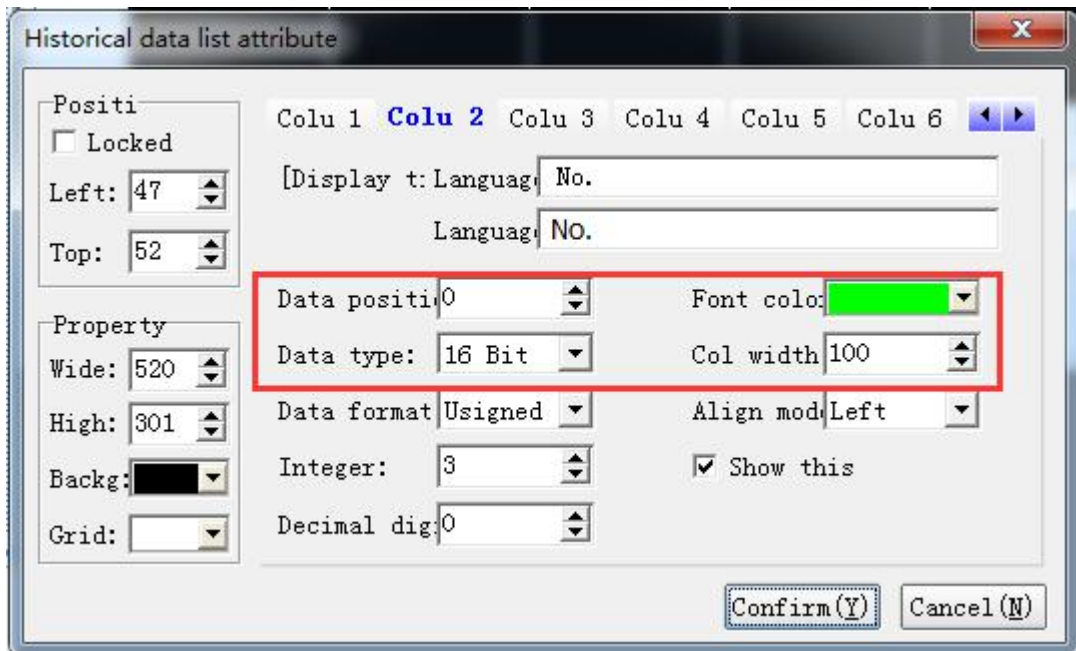 Historical data list attribute
Positi
Locked
Left: 47
Top: 52
Property
Wide: 520
High: 301
Backg:
Grid:
Colu 1 Colu 2 Colu 3 Colu 4 Colu 5 Colu 6
[Display t: Languag No.
Languag No.
Data positi 0 Font colo
Data type: 16 Bit Col width 100
Data format Usigned Align mod Left
Integer: 3 Show this
Decimal dig 0
Confirm(Y) Cancel(N)